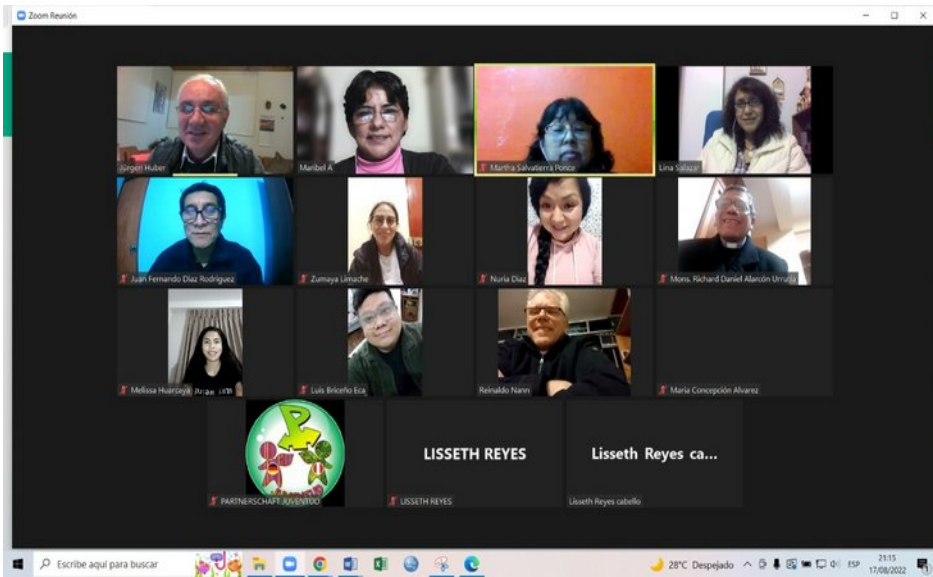 Zoom Reunión
Jürgen Huber
Maribel A
Martha Salvatierra Ponce
Lina Salazar
Juan Fernando Díaz Rodríguez
Zumaya Limache
Nuria Díaz
Mons. Richard Daniel Alarcón Urrutia
Melissa Huarcaya
Luis Briceño Eca
Reinaldo Nann
Maria Concepción Alvarez
P
PARTNERSCHAFT JUVENTUD
LISSETH REYES
LISSETH REYES
Lisseth Reyes ca...
Lisseth Reyes cabello
Escribe aquí para buscar
28°C Despejado
ESP
21:15
17/08/2022